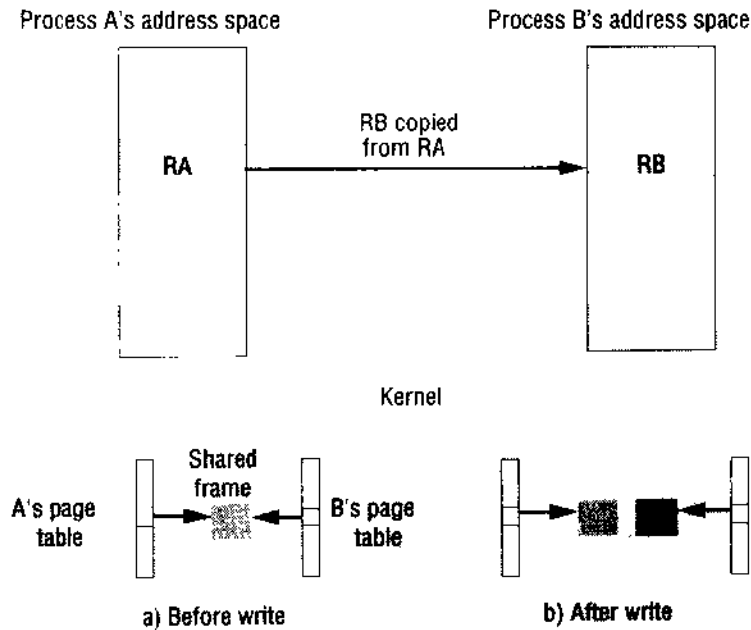 Process A's address space
Process B's address space
RB copied
from RA
RA
RB
Kernel
Shared
frame
A's page
table
B's page
table
a) Before write
b) After write